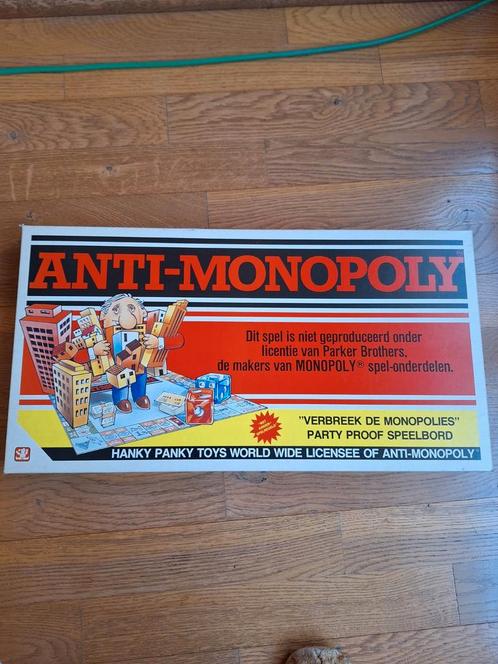 ANTI-MONOPOLY
Dit spel is niet geproduceerd onder
licentie van Parker Brothers,
de makers van MONOPOLY® spel-onderdelen.
"VERBREEK DE MONOPOLIES"
PARTY PROOF SPEELBORD
HANKY PANKY TOYS WORLD WIDE LICENSEE OF ANTI-MONOPOLY